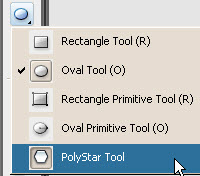 Rectangle Tool (R)
Oval Tool (O)
Rectangle Primitive Tool (R)
Oval Primitive Tool (O)
PolyStar Tool